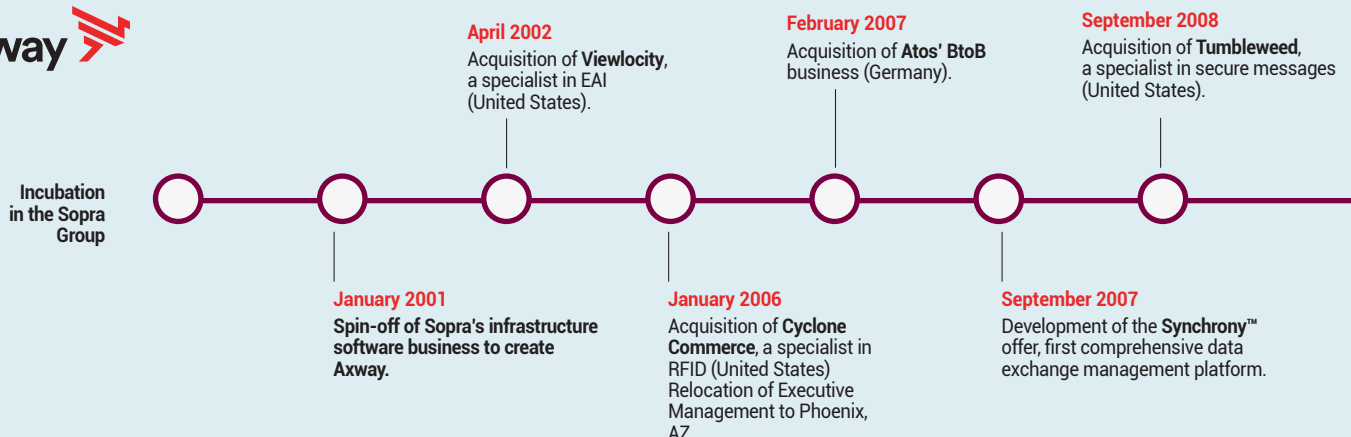 way
April 2002
Acquisition of Viewlocity,
a specialist in EAI
(United States).
February 2007
Acquisition of Atos' BtoB
business (Germany).
September 2008
Acquisition of Tumbleweed,
a specialist in secure messages
(United States).
Incubation
in the Sopra
Group
January 2001
Spin-off of Sopra's infrastructure
software business to create
Axway.
January 2006
Acquisition of Cyclone
Commerce, a specialist in
RFID (United States)
Relocation of Executive
Management to Phoenix,
AZ
September 2007
Development of the Synchrony™
offer, first comprehensive data
exchange management platform.